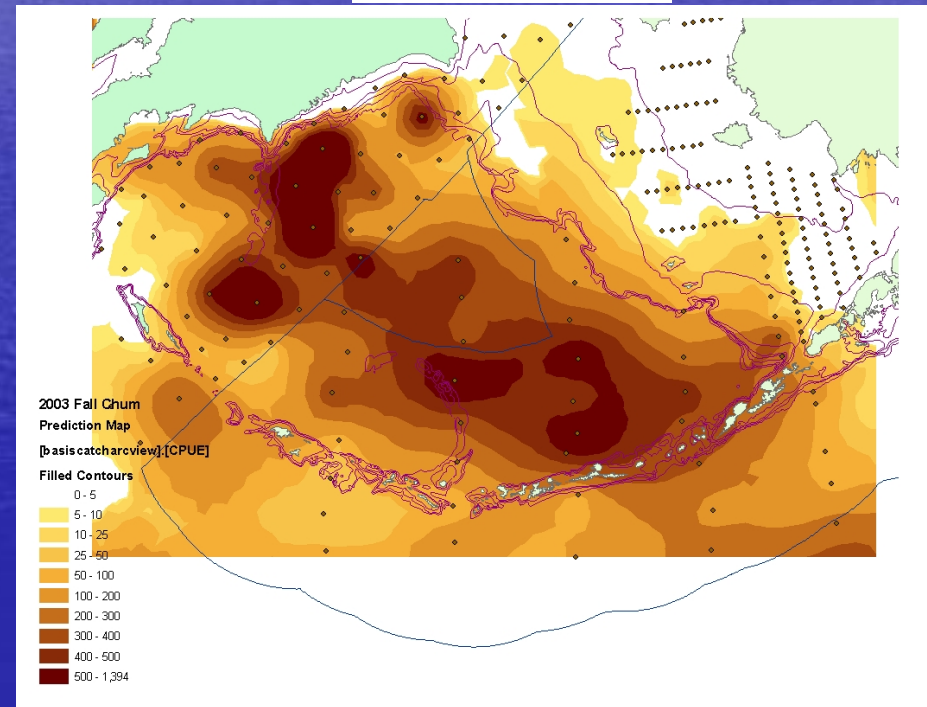 2003 Fall Chum
Prediction Map
[basiscatcharcview].[CPUE]
Filled Contours
0 - 5
5 - 10
10 - 25
25 - 50
50 - 100
100 - 200
200 - 300
300 - 400
400 - 500
500 - 1,394